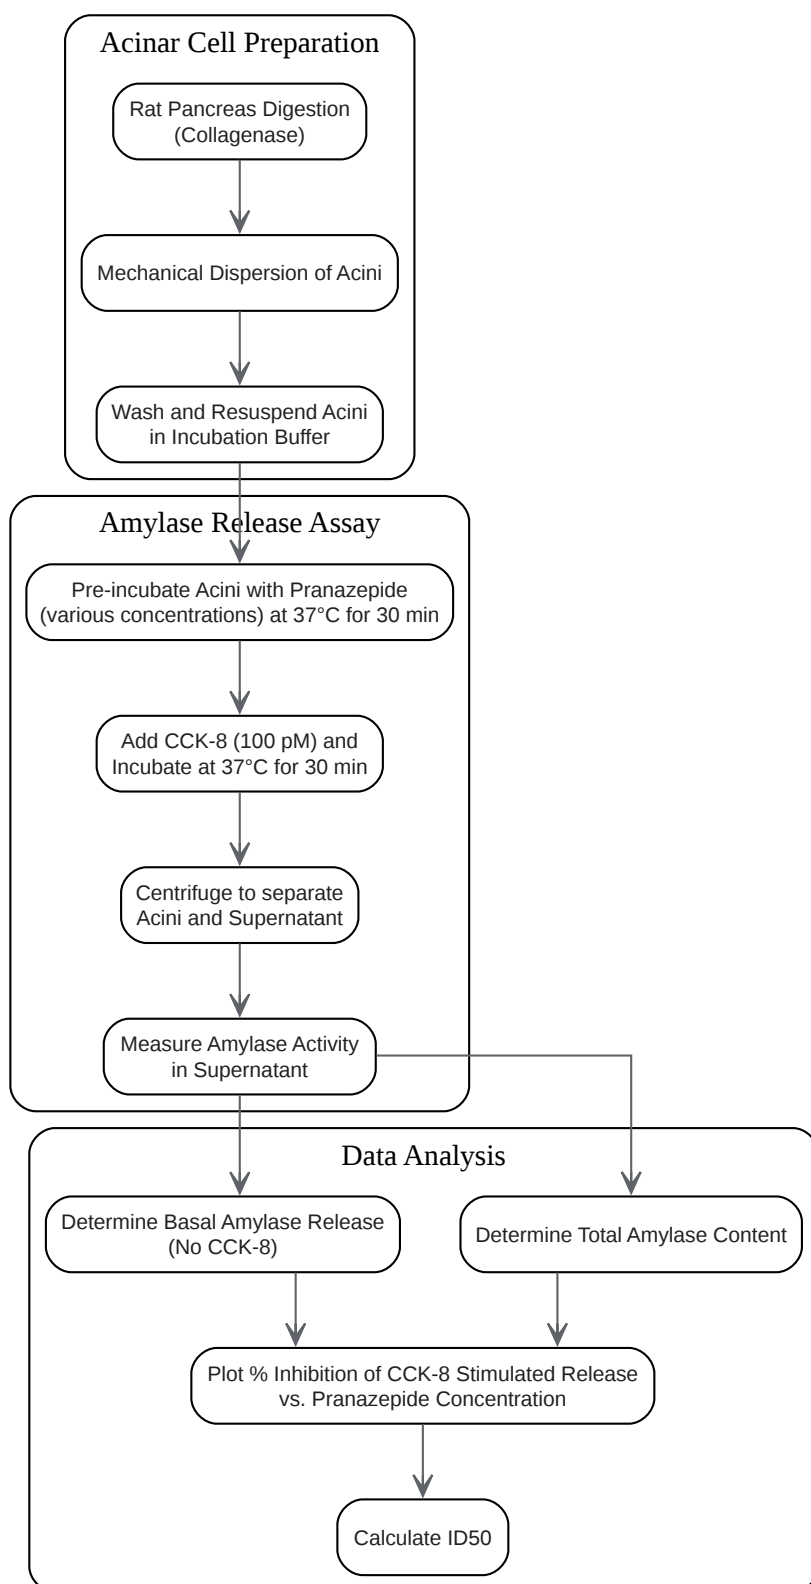 Acinar Cell Preparation
Rat Pancreas Digestion
(Collagenase)
Mechanical Dispersion of Acini
Wash and Resuspend Acini
in Incubation Buffer
Amylase Release Assay
Pre-incubate Acini with Pranazepide
(various concentrations) at 37°C for 30 min
Add CCK-8 (100 pM) and
Incubate at 37°C for 30 min
Centrifuge to separate
Acini and Supernatant
Measure Amylase Activity
in Supernatant
Data Analysis
Determine Basal Amylase Release
(No CCK-8)
Determine Total Amylase Content
Plot % Inhibition of CCK-8 Stimulated Release
vs. Pranazepide Concentration
Calculate ID50